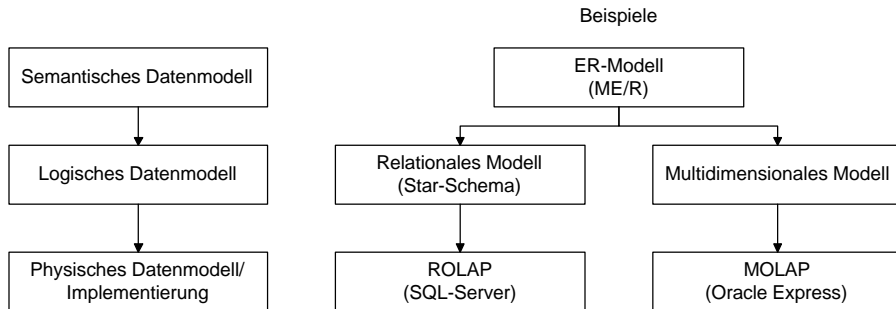 Beispiele
Semantisches Datenmodell
ER-Modell
(ME/R)
Logisches Datenmodell
Relationales Modell
(Star-Schema)
Multidimensionales Modell
Physisches Datenmodell/
Implementierung
ROLAP
(SQL-Server)
MOLAP
(Oracle Express)